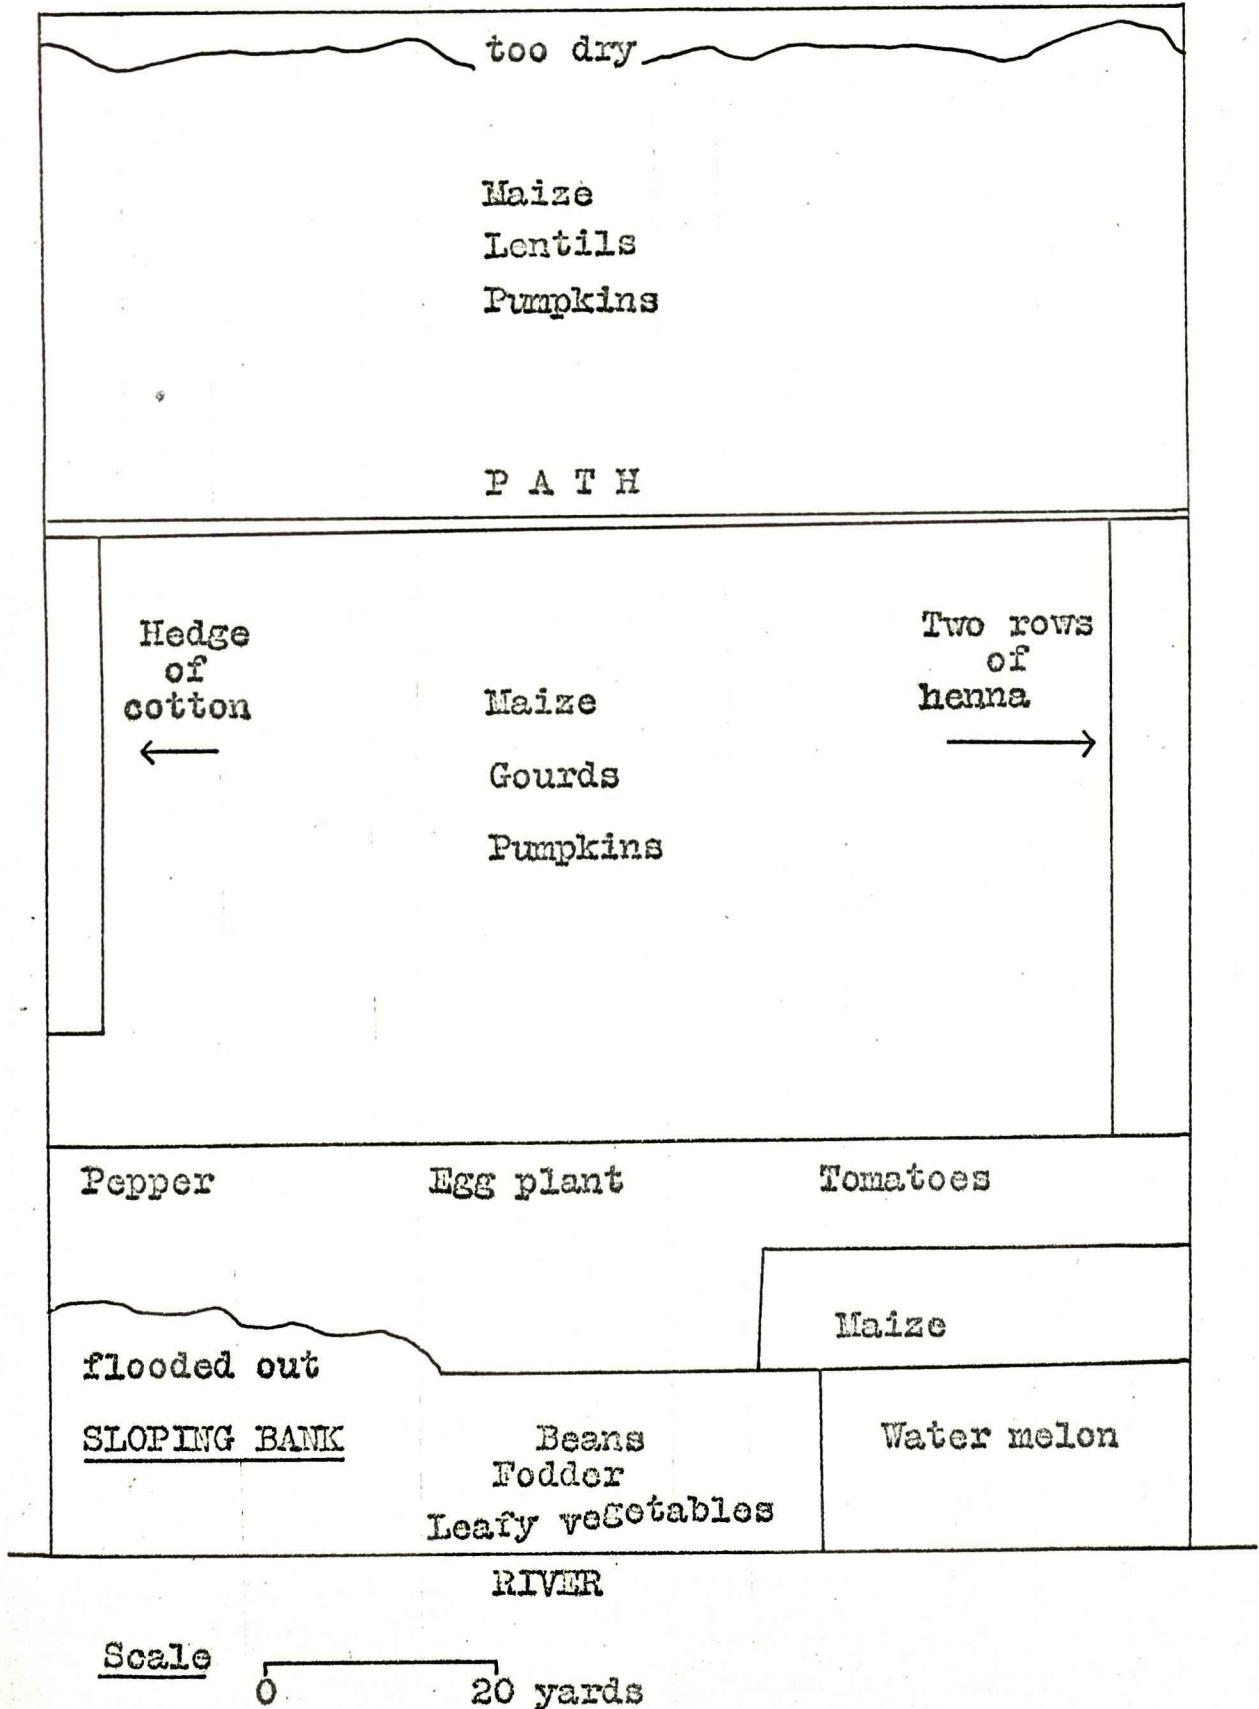 too dry
Maize
Lentils
Pumpkins
P A T H
Hedge
of
cotton
Two rows
of
henna
Maize
Gourds
Pumpkins
Pepper Egg plant Tomatoes
Maize
flooded out
SLOPING BANK
Beans
Fodder
Leafy vegetables
Water melon
RIVER
Scale
0 20 yards